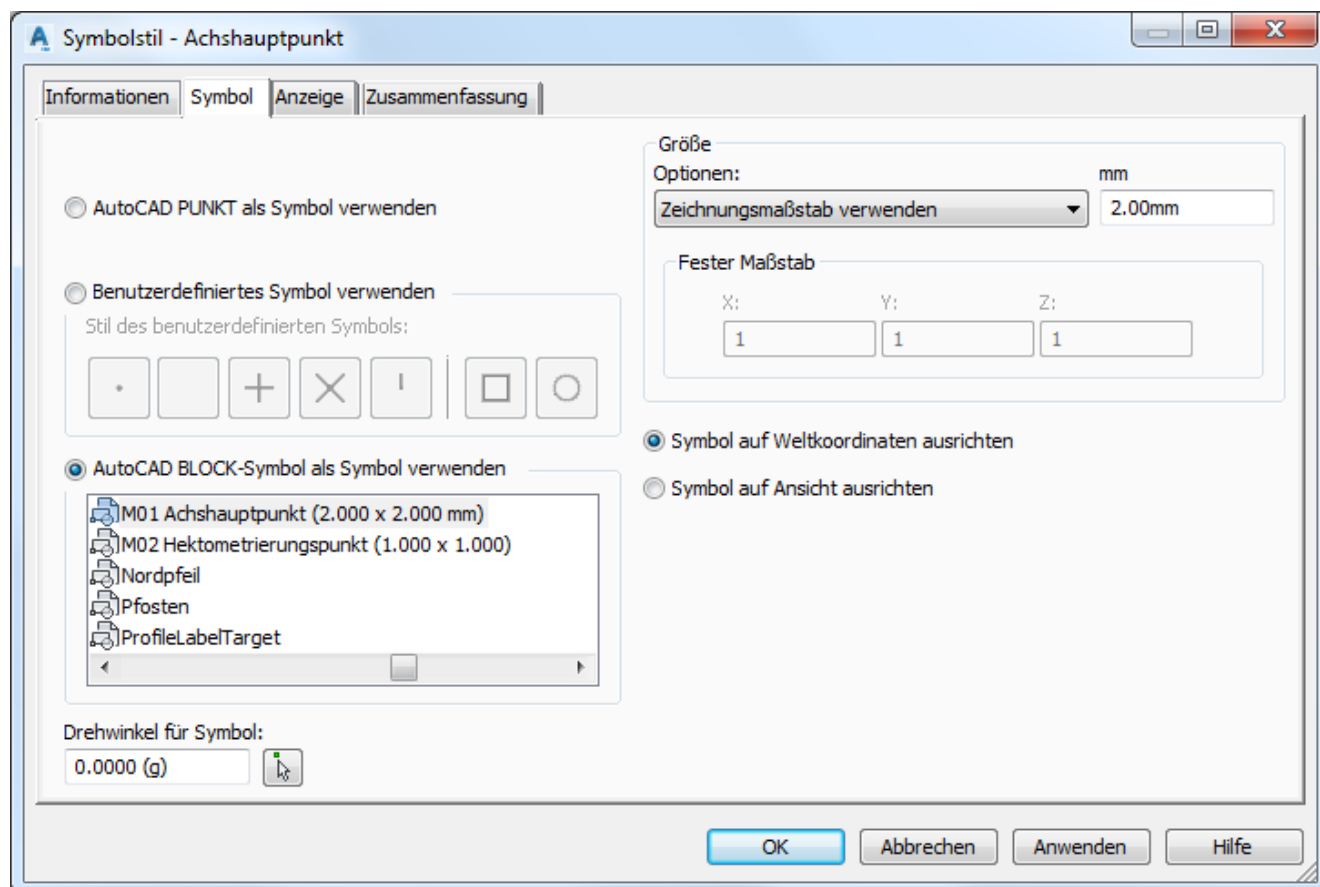 Symbolstil - Achshauptpunkt
Informationen Symbol Anzeige Zusammenfassung
AutoCAD PUNKT als Symbol verwenden
Benutzerdefiniertes Symbol verwenden
Stil des benutzerdefinierten Symbols:
AutoCAD BLOCK-Symbol als Symbol verwenden
M01 Achshauptpunkt (2.000 x 2.000 mm)
M02 Hektometrierungspunkt (1.000 x 1.000)
Nordpfeil
Pfosten
ProfileLabelTarget
Drehwinkel für Symbol:
0.0000 (g)
Größe
Optionen: mm
Zeichnungsmaßstab verwenden 2.00mm
Fester Maßstab
X: Y: Z:
1 1 1
Symbol auf Weltkoordinaten ausrichten
Symbol auf Ansicht ausrichten
OK Abbrechen Anwenden Hilfe